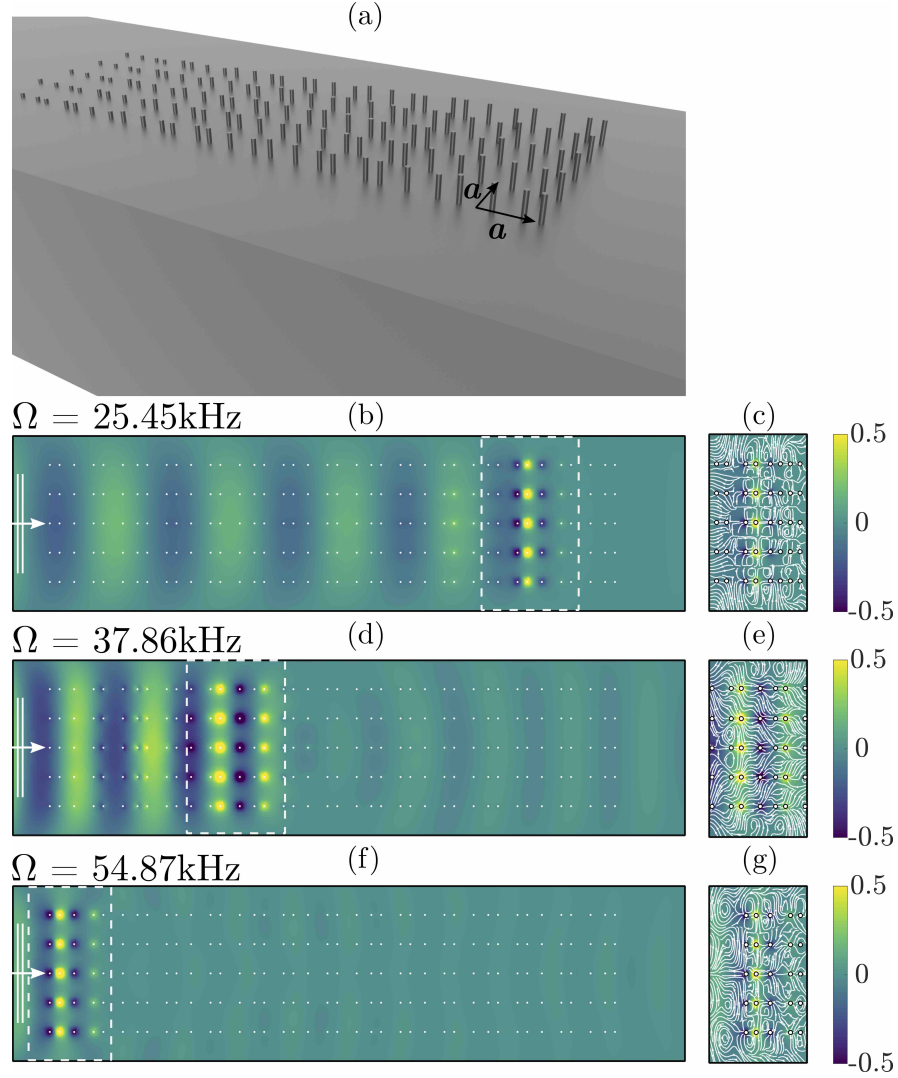 (a)
a
a
Ω = 25.45kHz (b) (c)
0.5
0
-0.5
Ω = 37.86kHz (d) (e)
0.5
0
-0.5
Ω = 54.87kHz (f) (g)
0.5
0
-0.5